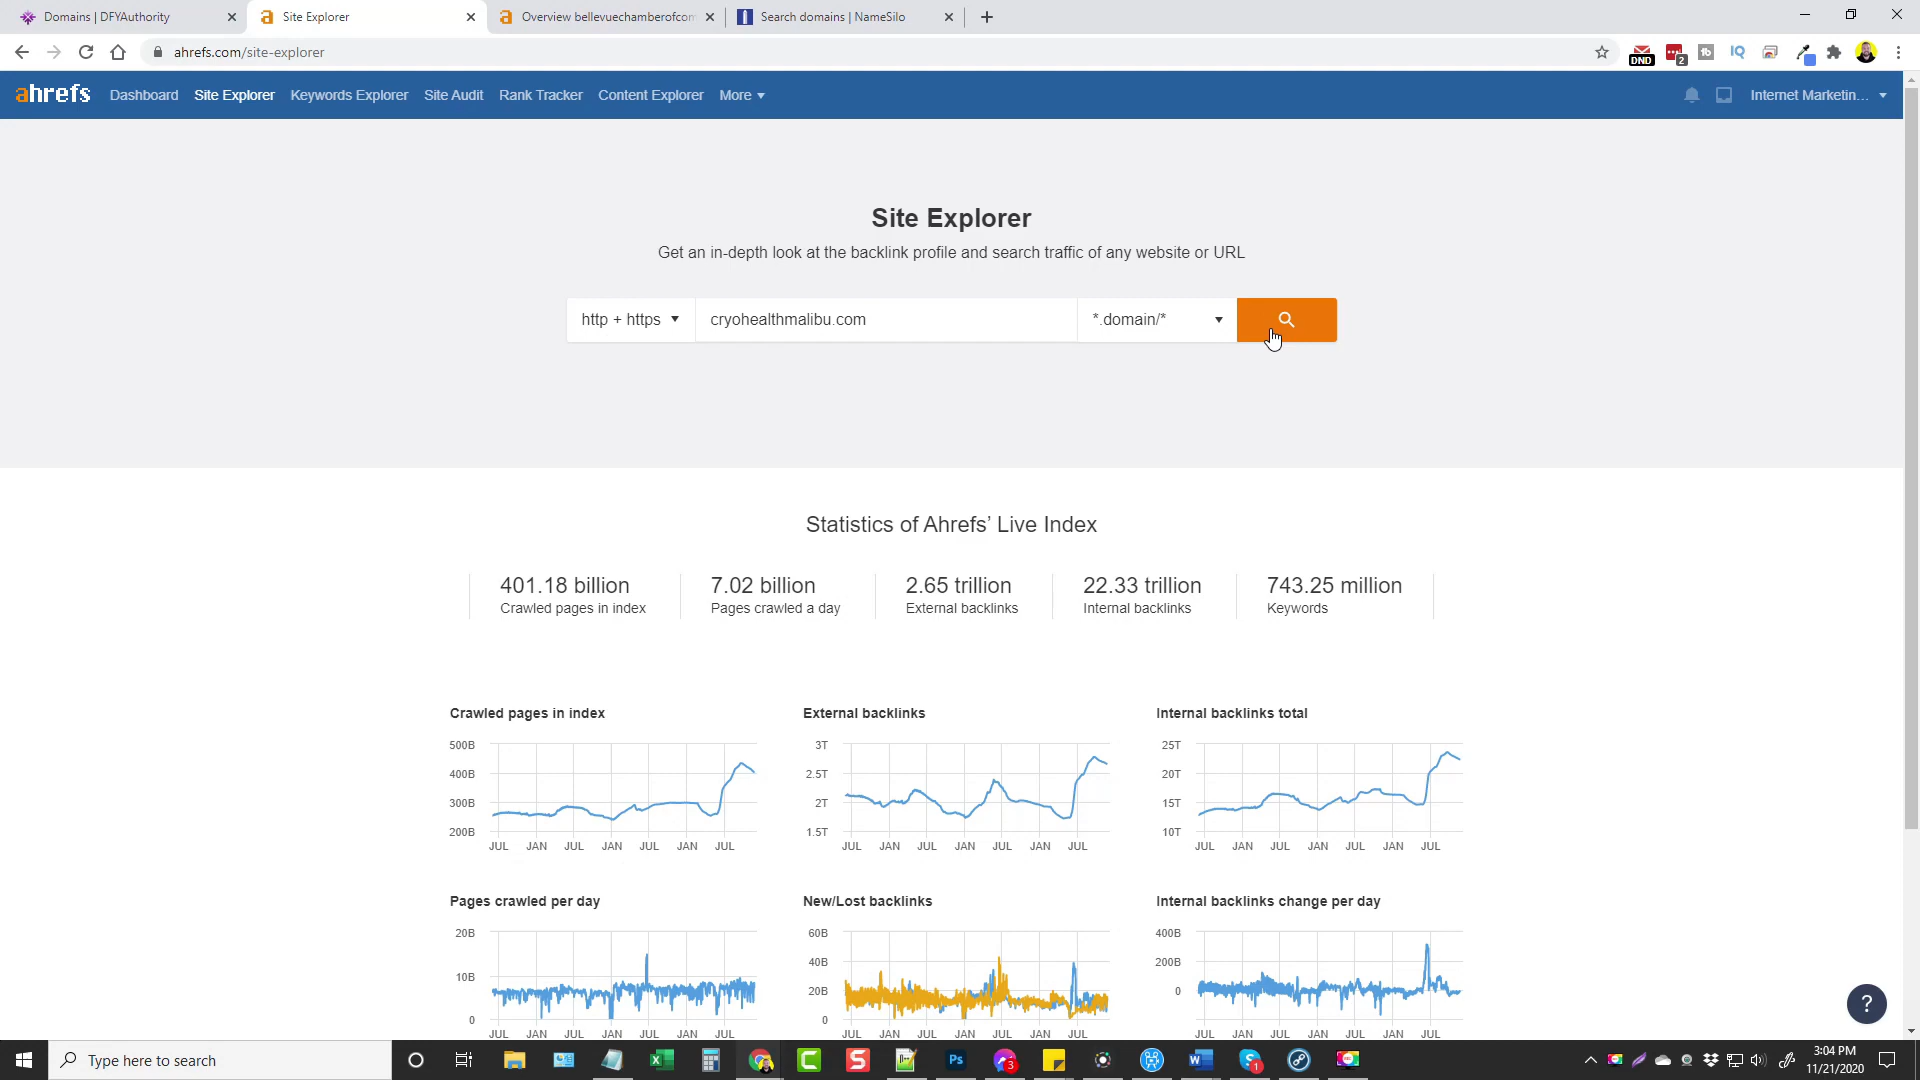 Domains | DFYAuthority
Site Explorer
Overview bellevuechamberofcom
Search domains | NameSilo
ahrefs.com/site-explorer
DND
2
IQ
ahrefs
Dashboard
Site Explorer
Keywords Explorer
Site Audit
Rank Tracker
Content Explorer
More
Internet Marketin...
Site Explorer
Get an in-depth look at the backlink profile and search traffic of any website or URL
http + https
cryohealthmalibu.com
*.domain/*
Statistics of Ahrefs’ Live Index
401.18 billion
Crawled pages in index
7.02 billion
Pages crawled a day
2.65 trillion
External backlinks
22.33 trillion
Internal backlinks
743.25 million
Keywords
Crawled pages in index
500B
400B
300B
200B
JUL JAN JUL JAN JUL JAN JUL
External backlinks
3T
2.5T
2T
1.5T
JUL JAN JUL JAN JUL JAN JUL
Internal backlinks total
25T
20T
15T
10T
JUL JAN JUL JAN JUL JAN JUL
Pages crawled per day
20B
10B
0
JUL JAN JUL JAN JUL JAN JUL
New/Lost backlinks
60B
40B
20B
0
JUL JAN JUL JAN JUL JAN JUL
Internal backlinks change per day
400B
200B
0
JUL JAN JUL JAN JUL JAN JUL
?
Type here to search
Ps
3
1
3:04 PM
11/21/2020